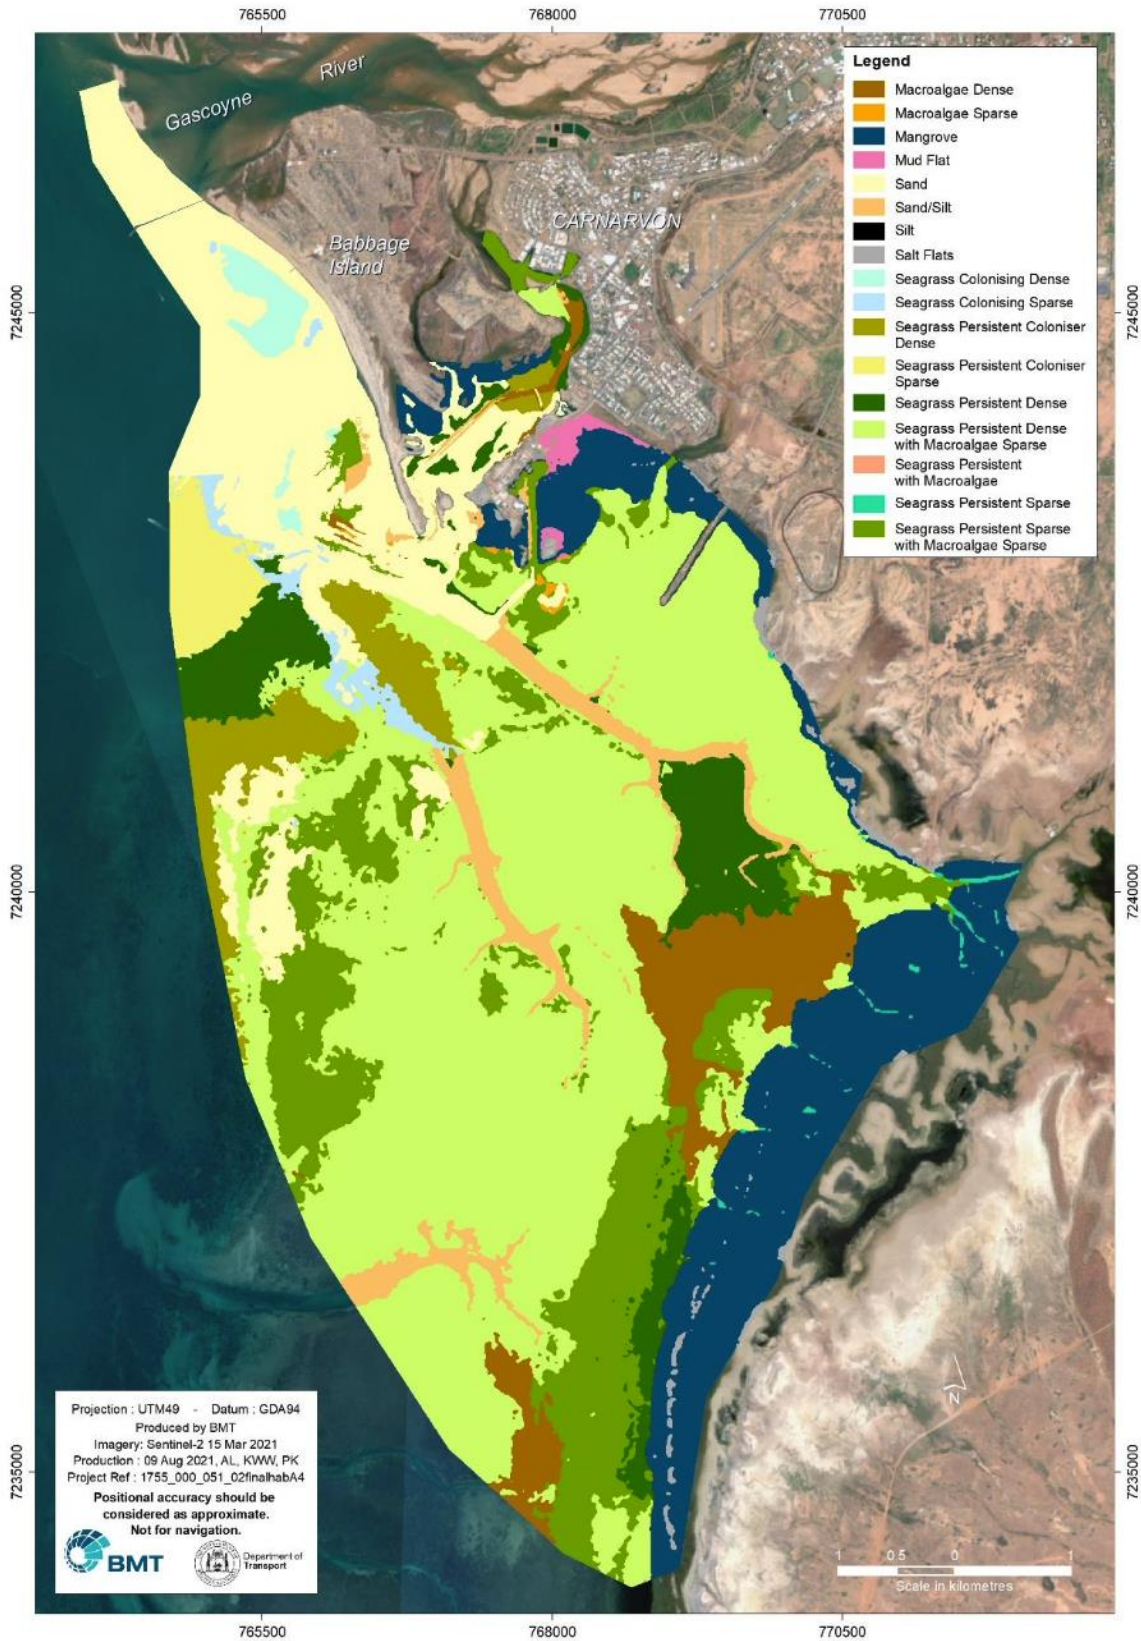 765500
768000
770500
River
Gascoyne
CARNARVON
Babbage
Island
7245000
7245000
7240000
7240000
7235000
7235000
Legend
Macroalgae Dense
Macroalgae Sparse
Mangrove
Mud Flat
Sand
Sand/Silt
Silt
Salt Flats
Seagrass Colonising Dense
Seagrass Colonising Sparse
Seagrass Persistent Coloniser
Dense
Seagrass Persistent Coloniser
Sparse
Seagrass Persistent Dense
Seagrass Persistent Dense
with Macroalgae Sparse
Seagrass Persistent
with Macroalgae
Seagrass Persistent Sparse
Seagrass Persistent Sparse
with Macroalgae Sparse
N
1 0.5 0 1
Scale in kilometres
Projection : UTM49 - Datum : GDA94
Produced by BMT
Imagery: Sentinel-2 15 Mar 2021
Production : 09 Aug 2021, AL, KWW, PK
Project Ref : 1755_000_051_02finalhabA4
Positional accuracy should be
considered as approximate.
Not for navigation.
BMT
Department of
Transport
765500
768000
770500